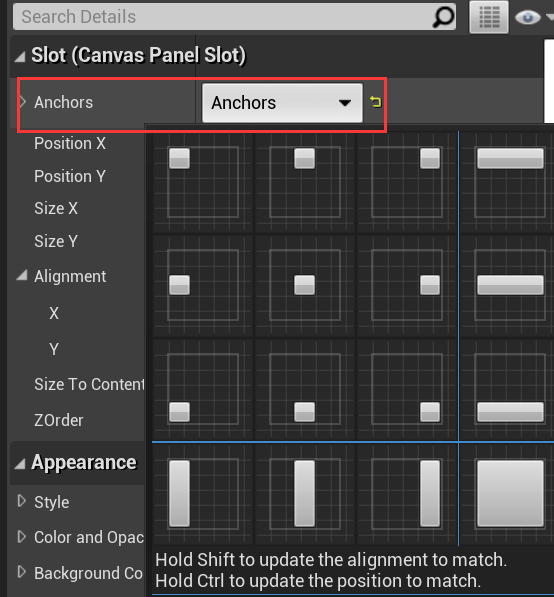 Search Details
Slot (Canvas Panel Slot)
Anchors Anchors
Position X
Position Y
Size X
Size Y
Alignment
X
Y
Size To Content
ZOrder
Appearance
Style
Color and Opac
Background Co
Hold Shift to update the alignment to match.
Hold Ctrl to update the position to match.